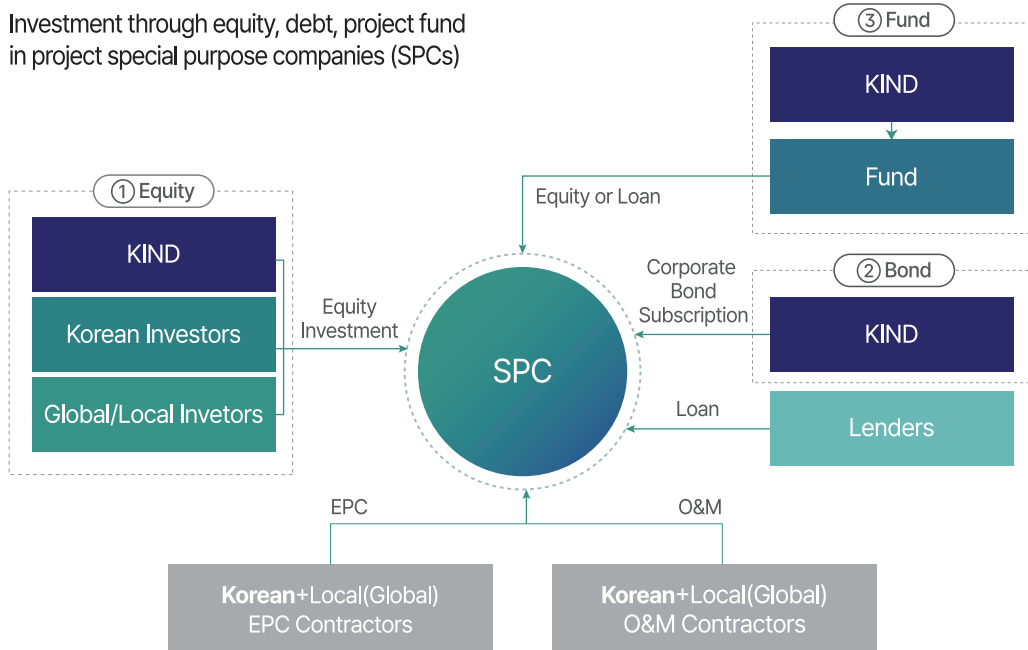 Investment through equity, debt, project fund
in project special purpose companies (SPCs)
③ Fund
KIND
Fund
Equity or Loan
① Equity
KIND
Korean Investors
Global/Local Invetors
Equity
Investment
SPC
Corporate
Bond
Subscription
② Bond
KIND
Loan
Lenders
EPC
O&M
Korean+Local(Global)
EPC Contractors
Korean+Local(Global)
O&M Contractors